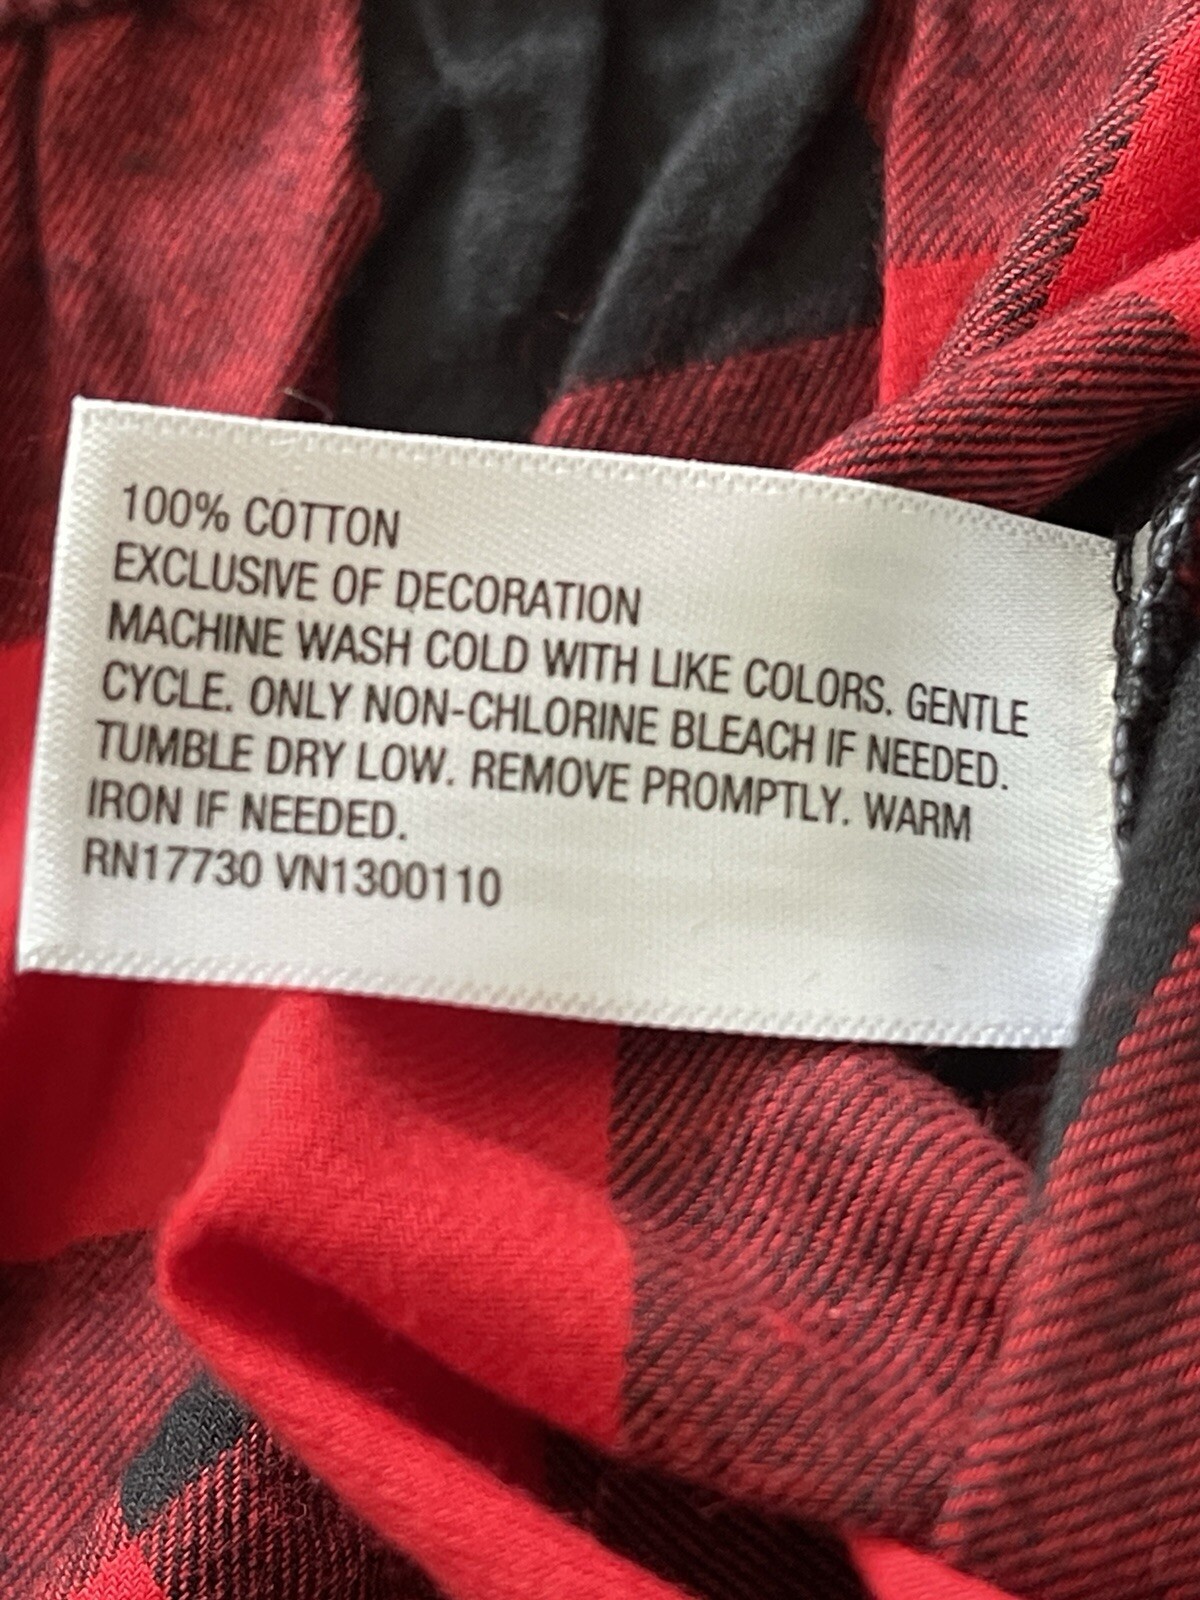 100% COTTON
EXCLUSIVE OF DECORATION
MACHINE WASH COLD WITH LIKE COLORS. GENTLE
CYCLE. ONLY NON-CHLORINE BLEACH IF NEEDED.
TUMBLE DRY LOW. REMOVE PROMPTLY. WARM
IRON IF NEEDED.
RN17730 VN1300110